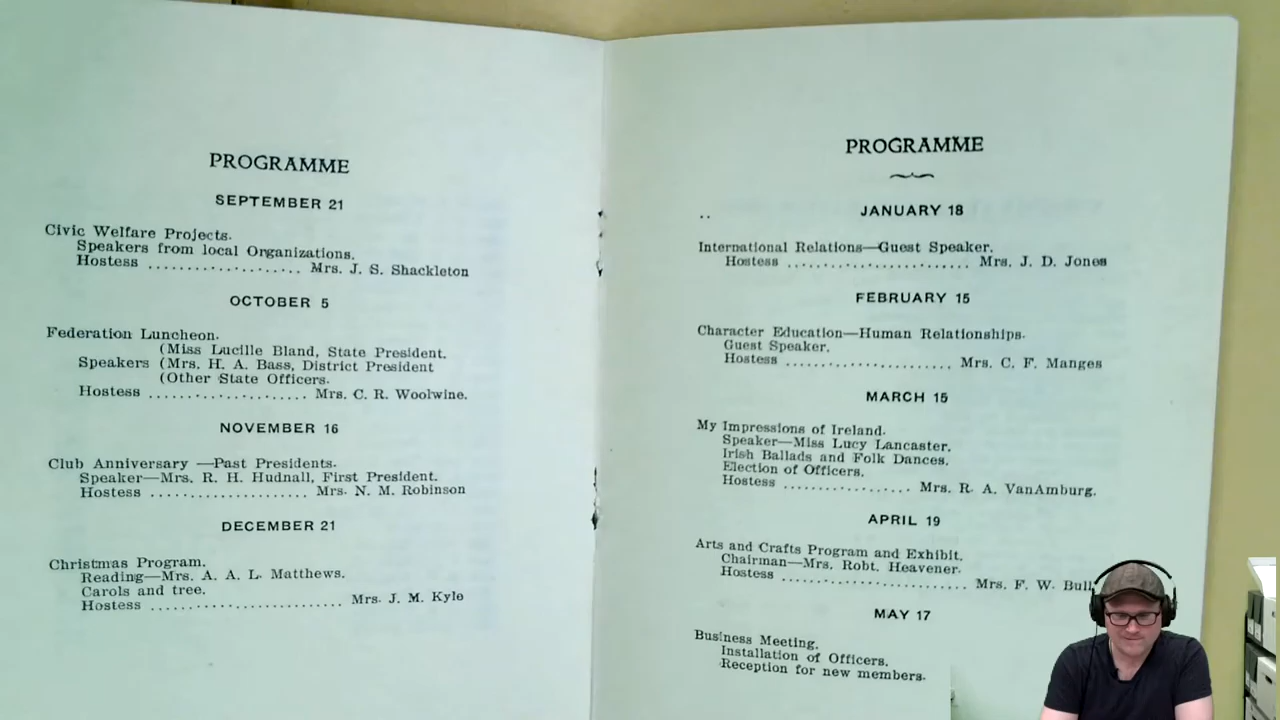 PROGRAMME
SEPTEMBER 21
Civic Welfare Projects.
Speakers from local Organizations.
Hostess ...................... Mrs. J. S. Shackleton
OCTOBER 5
Federation Luncheon.
(Miss Lucille Bland, State President.
Speakers (Mrs. H. A. Bass, District President
(Other State Officers.
Hostess ...................... Mrs. C. R. Woolwine.
NOVEMBER 16
Club Anniversary —Past Presidents.
Speaker—Mrs. R. H. Hudnall, First President.
Hostess ...................... Mrs. N. M. Robinson
DECEMBER 21
Christmas Program.
Reading—Mrs. A. A. L. Matthews.
Carols and tree.
Hostess ........................... Mrs. J. M. Kyle
PROGRAMME
JANUARY 18
International Relations—Guest Speaker.
Hostess .......................... Mrs. J. D. Jones
FEBRUARY 15
Character Education—Human Relationships.
Guest Speaker.
Hostess ........................ Mrs. C. F. Manges
MARCH 15
My Impressions of Ireland.
Speaker—Miss Lucy Lancaster.
Irish Ballads and Folk Dances.
Election of Officers.
Hostess .................. Mrs. R. A. VanAmburg.
APRIL 19
Arts and Crafts Program and Exhibit.
Chairman—Mrs. Robt. Heavener.
Hostess .......................... Mrs. F. W. Bull
MAY 17
Business Meeting.
Installation of Officers.
Reception for new members.